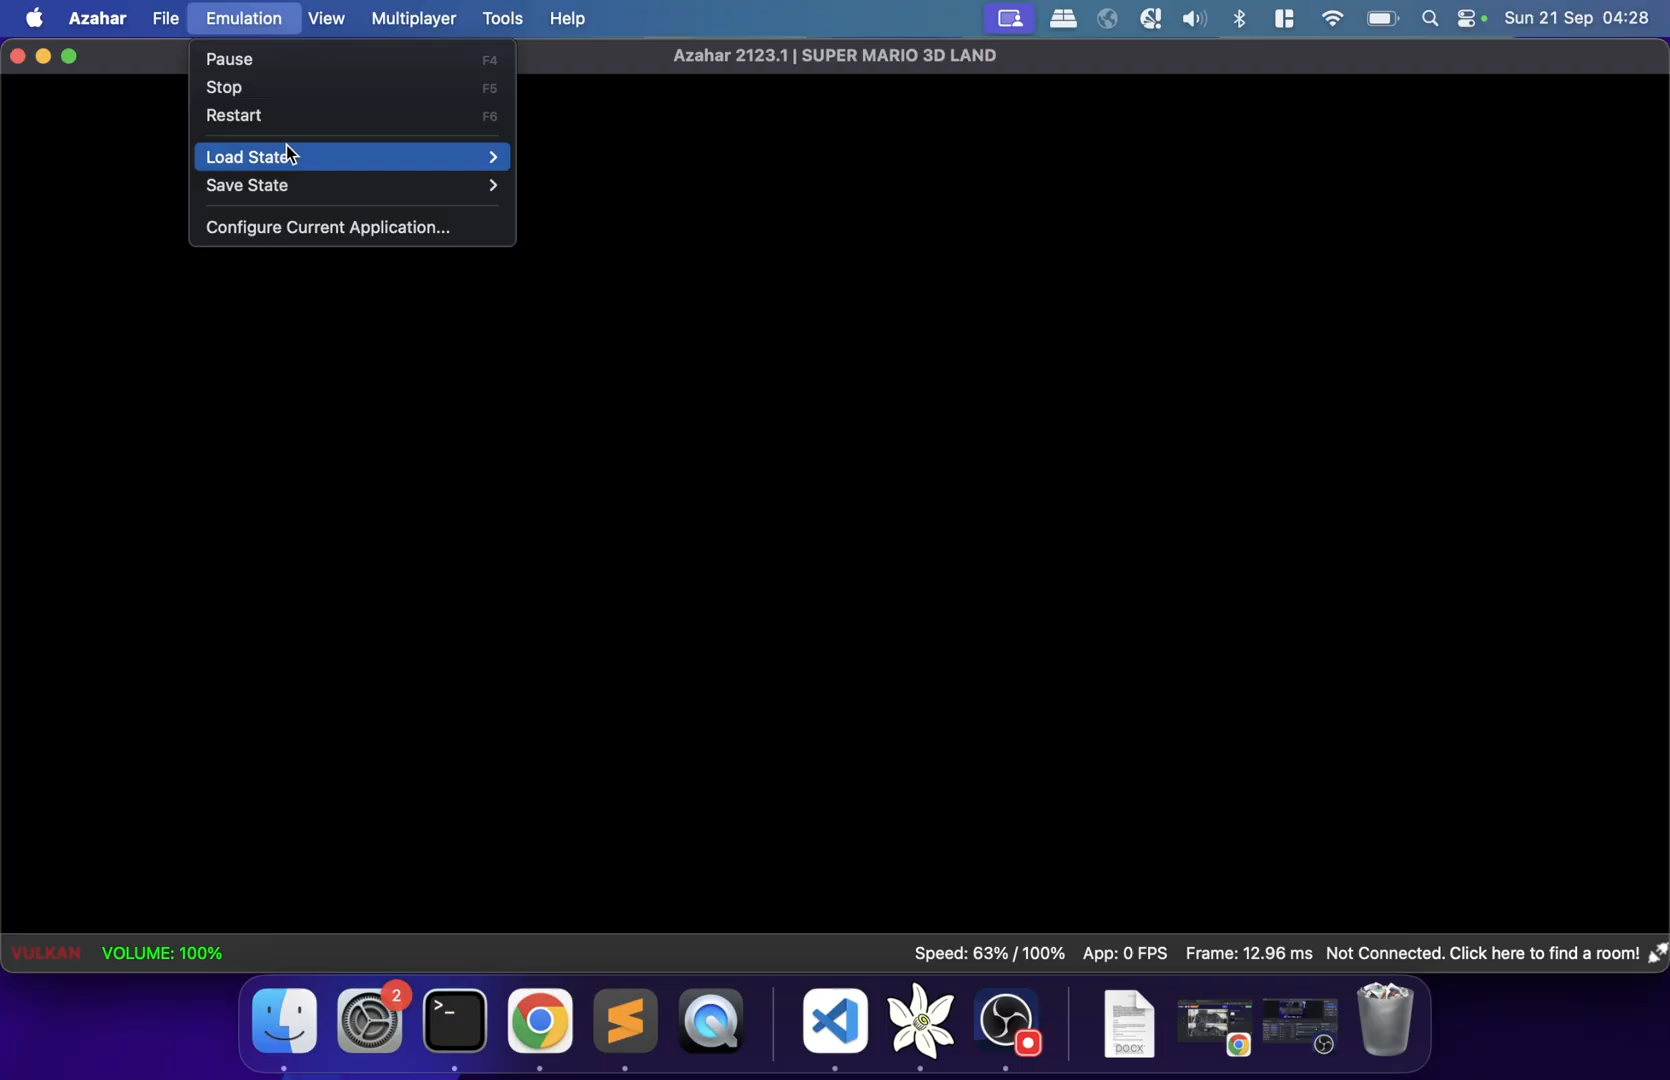 Azahar File Emulation View Multiplayer Tools Help Sun 21 Sep 04:28
Azahar 2123.1 | SUPER MARIO 3D LAND
Pause F4
Stop F5
Restart F6
Load State
Save State
Configure Current Application...
VULKAN VOLUME: 100% Speed: 63% / 100% App: 0 FPS Frame: 12.96 ms Not Connected. Click here to find a room!
2
>_
DOCX